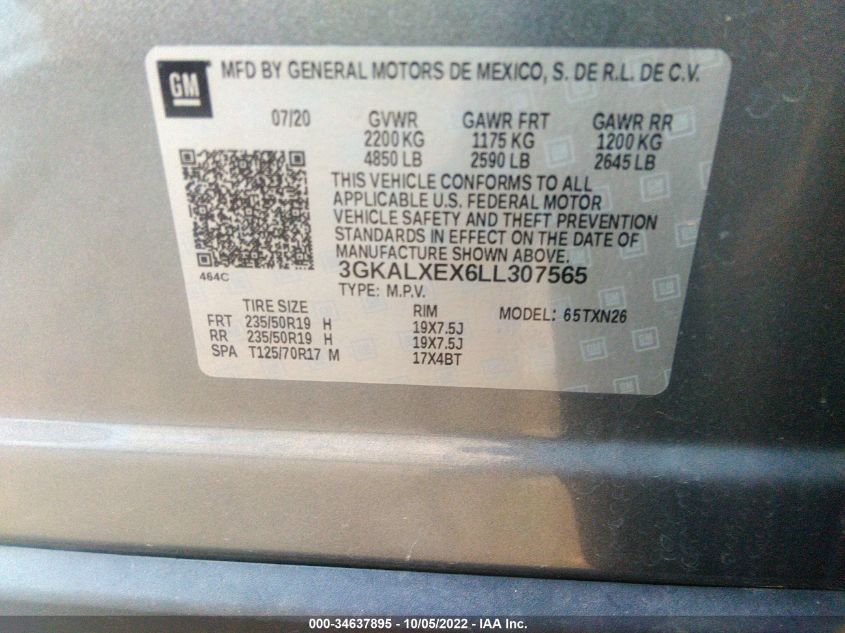 GM
MFD BY GENERAL MOTORS DE MEXICO, S. DE R.L. DE C.V.
07/20 GVWR GAWR FRT GAWR RR
2200 KG 1175 KG 1200 KG
4850 LB 2590 LB 2645 LB
THIS VEHICLE CONFORMS TO ALL
APPLICABLE U.S. FEDERAL MOTOR
VEHICLE SAFETY AND THEFT PREVENTION
STANDARDS IN EFFECT ON THE DATE OF
MANUFACTURE SHOWN ABOVE.
464C 3GKALXEX6LL307565
TYPE: M.P.V.
TIRE SIZE RIM MODEL: 65TXN26
FRT 235/50R19 H 19X7.5J
RR 235/50R19 H 19X7.5J
SPA T125/70R17 M 17X4BT
000-34637895 - 10/05/2022 - IAA Inc.